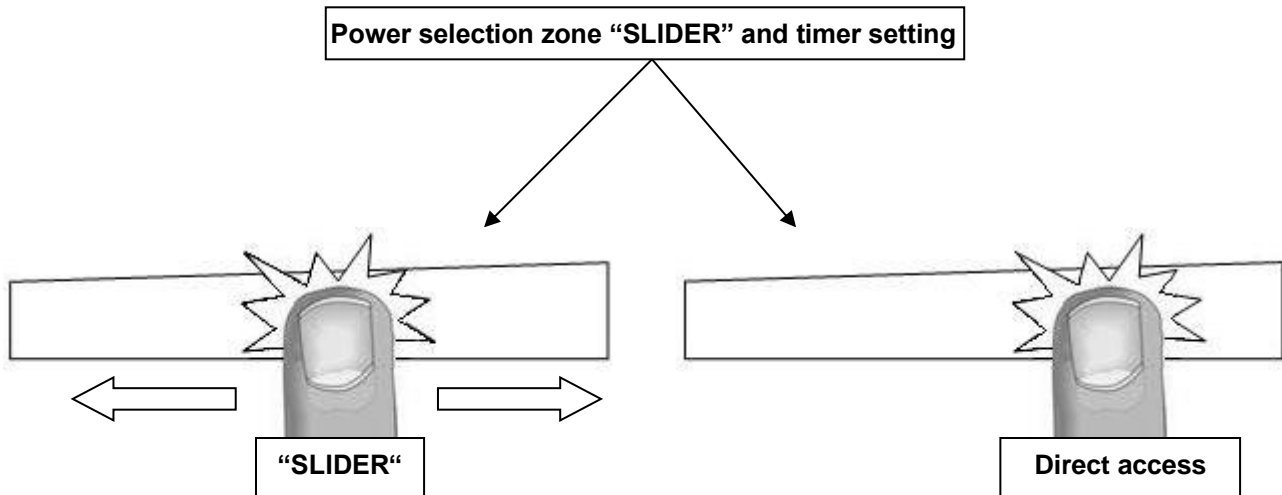 Power selection zone “SLIDER” and timer setting
“SLIDER“
Direct access